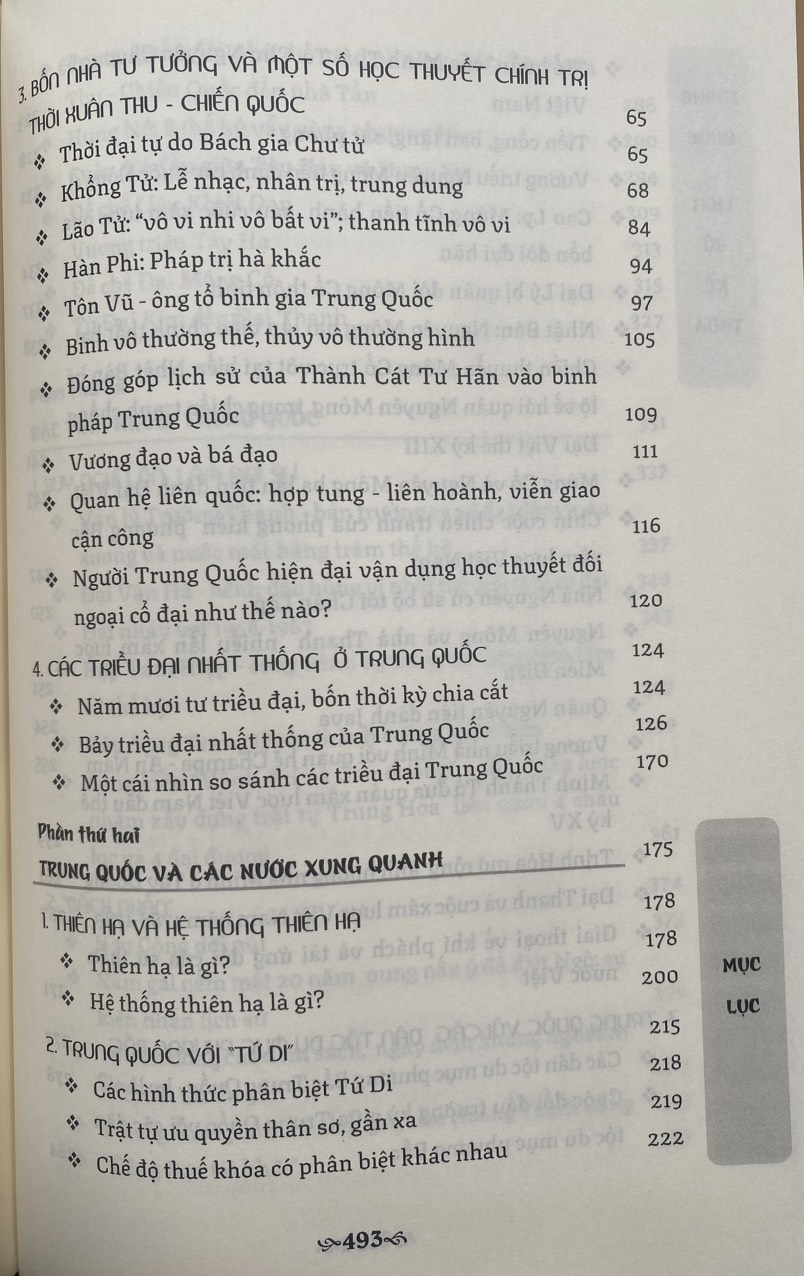 3. BỐN NHÀ TƯ TƯỞNG VÀ MỘT SỐ HỌC THUYẾT CHÍNH TRỊ
THỜI XUÂN THU - CHIẾN QUỐC 65
❖ Thời đại tự do Bách gia Chư tử 65
❖ Khổng Tử: Lễ nhạc, nhân trị, trung dung 68
❖ Lão Tử: “vô vi nhi vô bất vi”; thanh tĩnh vô vi 84
❖ Hàn Phi: Pháp trị hà khắc 94
❖ Tôn Vũ - ông tổ binh gia Trung Quốc 97
❖ Binh vô thường thế, thủy vô thường hình 105
❖ Đóng góp lịch sử của Thành Cát Tư Hãn vào binh
pháp Trung Quốc 109
❖ Vương đạo và bá đạo 111
❖ Quan hệ liên quốc: hợp tung - liên hoành, viễn giao
cận công 116
❖ Người Trung Quốc hiện đại vận dụng học thuyết đối
ngoại cổ đại như thế nào? 120
4. CÁC TRIỀU ĐẠI NHẤT THỐNG Ở TRUNG QUỐC 124
❖ Năm mươi tư triều đại, bốn thời kỳ chia cắt 124
❖ Bảy triều đại nhất thống của Trung Quốc 126
❖ Một cái nhìn so sánh các triều đại Trung Quốc 170
Phần thứ hai
TRUNG QUỐC VÀ CÁC NƯỚC XUNG QUANH 175
1. THIÊN HẠ VÀ HỆ THỐNG THIÊN HẠ 178
❖ Thiên hạ là gì? 178
❖ Hệ thống thiên hạ là gì? 200
2. TRUNG QUỐC VỚI “TỨ DI” 215
❖ Các hình thức phân biệt Tứ Di 218
❖ Trật tự ưu quyền thân sơ, gần xa 219
❖ Chế độ thuế khóa có phân biệt khác nhau 222
MỤC
LỤC
493